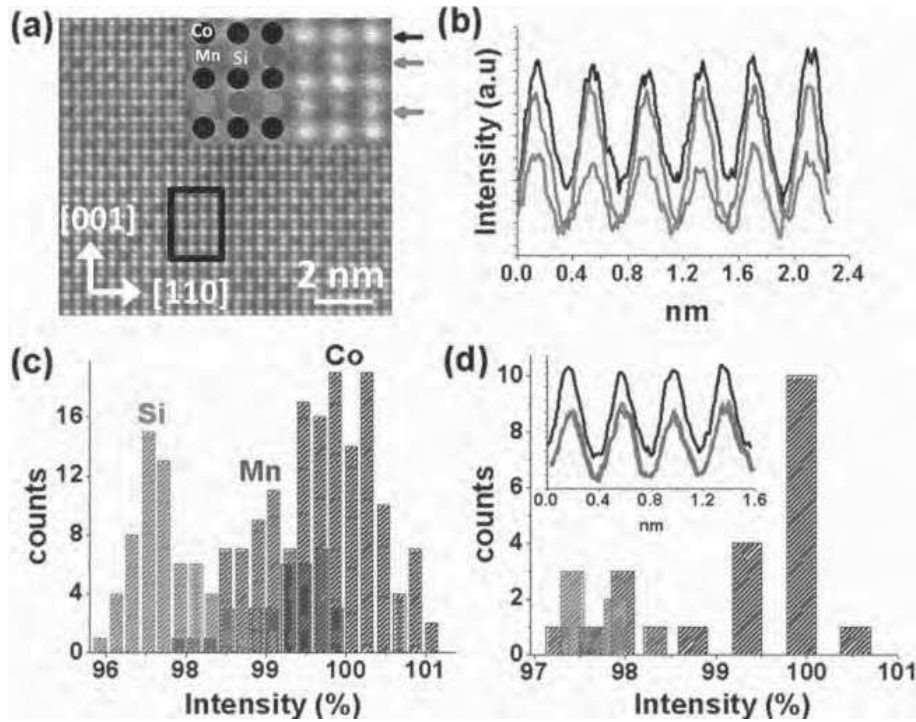 (a)
Co
Mn Si
[001]
[110]
2 nm
(b)
Intensity (a.u)
0.0 0.4 0.8 1.2 1.6 2.0 2.4
nm
(c)
Co
Si
Mn
counts
16
12
8
4
0
96 97 98 99 100 101
Intensity (%)
(d)
counts
10
8
6
4
2
0
0.0 0.4 0.8 1.2 1.6
nm
97 98 99 100 101
Intensity (%)